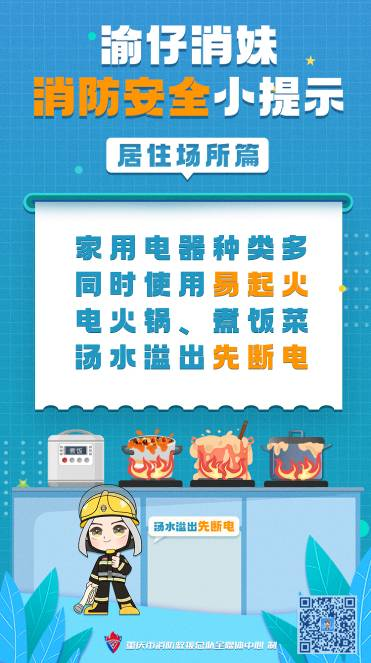 渝仔消妹
消防安全小提示
居住场所篇
家用电器种类多
同时使用易起火
电火锅、煮饭菜
汤水溢出先断电
煮饭
汤水溢出先断电
重庆市消防救援总队全媒体中心 制